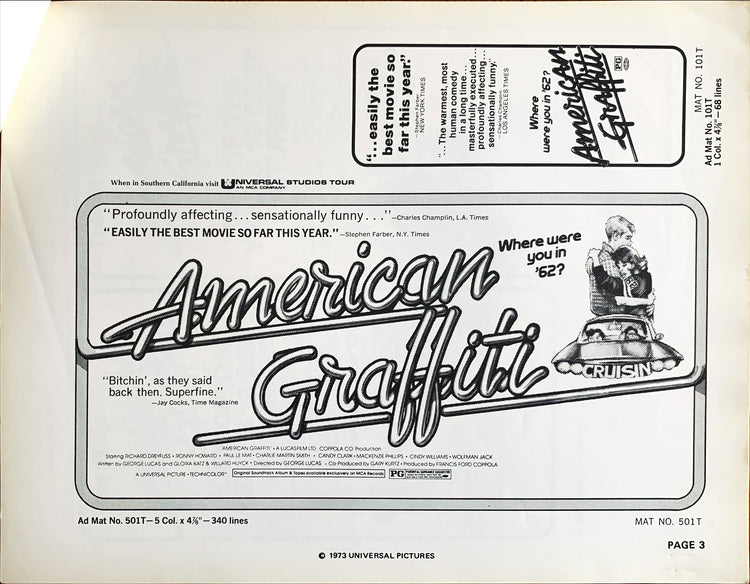 "...easily the
best movie so
far this year."
—Stephen Farber
NEW YORK TIMES
"...The warmest, most
human comedy
in a long time...
masterfully executed...
profoundly affecting...
sensationally funny."
—Charles Champlin
LOS ANGELES TIMES
Where
were you in '62?
American
Graffiti
PG
MAT NO. 101T
Ad Mat No. 101T
1 Col. x 4⅞"—68 lines
When in Southern California visit UNIVERSAL STUDIOS TOUR
AN MCA COMPANY
"Profoundly affecting...sensationally funny..."—Charles Champlin, L.A. Times
"EASILY THE BEST MOVIE SO FAR THIS YEAR."—Stephen Farber, N.Y. Times
Where were
you in
'62?
American
Graffiti
CRUISIN'
"Bitchin', as they said
back then. Superfine."
—Jay Cocks, Time Magazine
"AMERICAN GRAFFITI" • A LUCASFILM LTD. COPPOLA CO. Production
Starring RICHARD DREYFUSS • RONNY HOWARD • PAUL LE MAT • CHARLIE MARTIN SMITH • CANDY CLARK • MACKENZIE PHILLIPS • CINDY WILLIAMS • WOLFMAN JACK
Written by GEORGE LUCAS and GLORIA KATZ & WILLARD HUYCK • Directed by GEORGE LUCAS • Co-Produced by GARY KURTZ • Produced by FRANCIS FORD COPPOLA
A UNIVERSAL PICTURE • TECHNICOLOR® Original Soundtrack Album & Tapes available exclusively on MCA Records PG PARENTAL GUIDANCE SUGGESTED
Ad Mat No. 501T—5 Col. x 4⅞"—340 lines
MAT NO. 501T
PAGE 3
© 1973 UNIVERSAL PICTURES